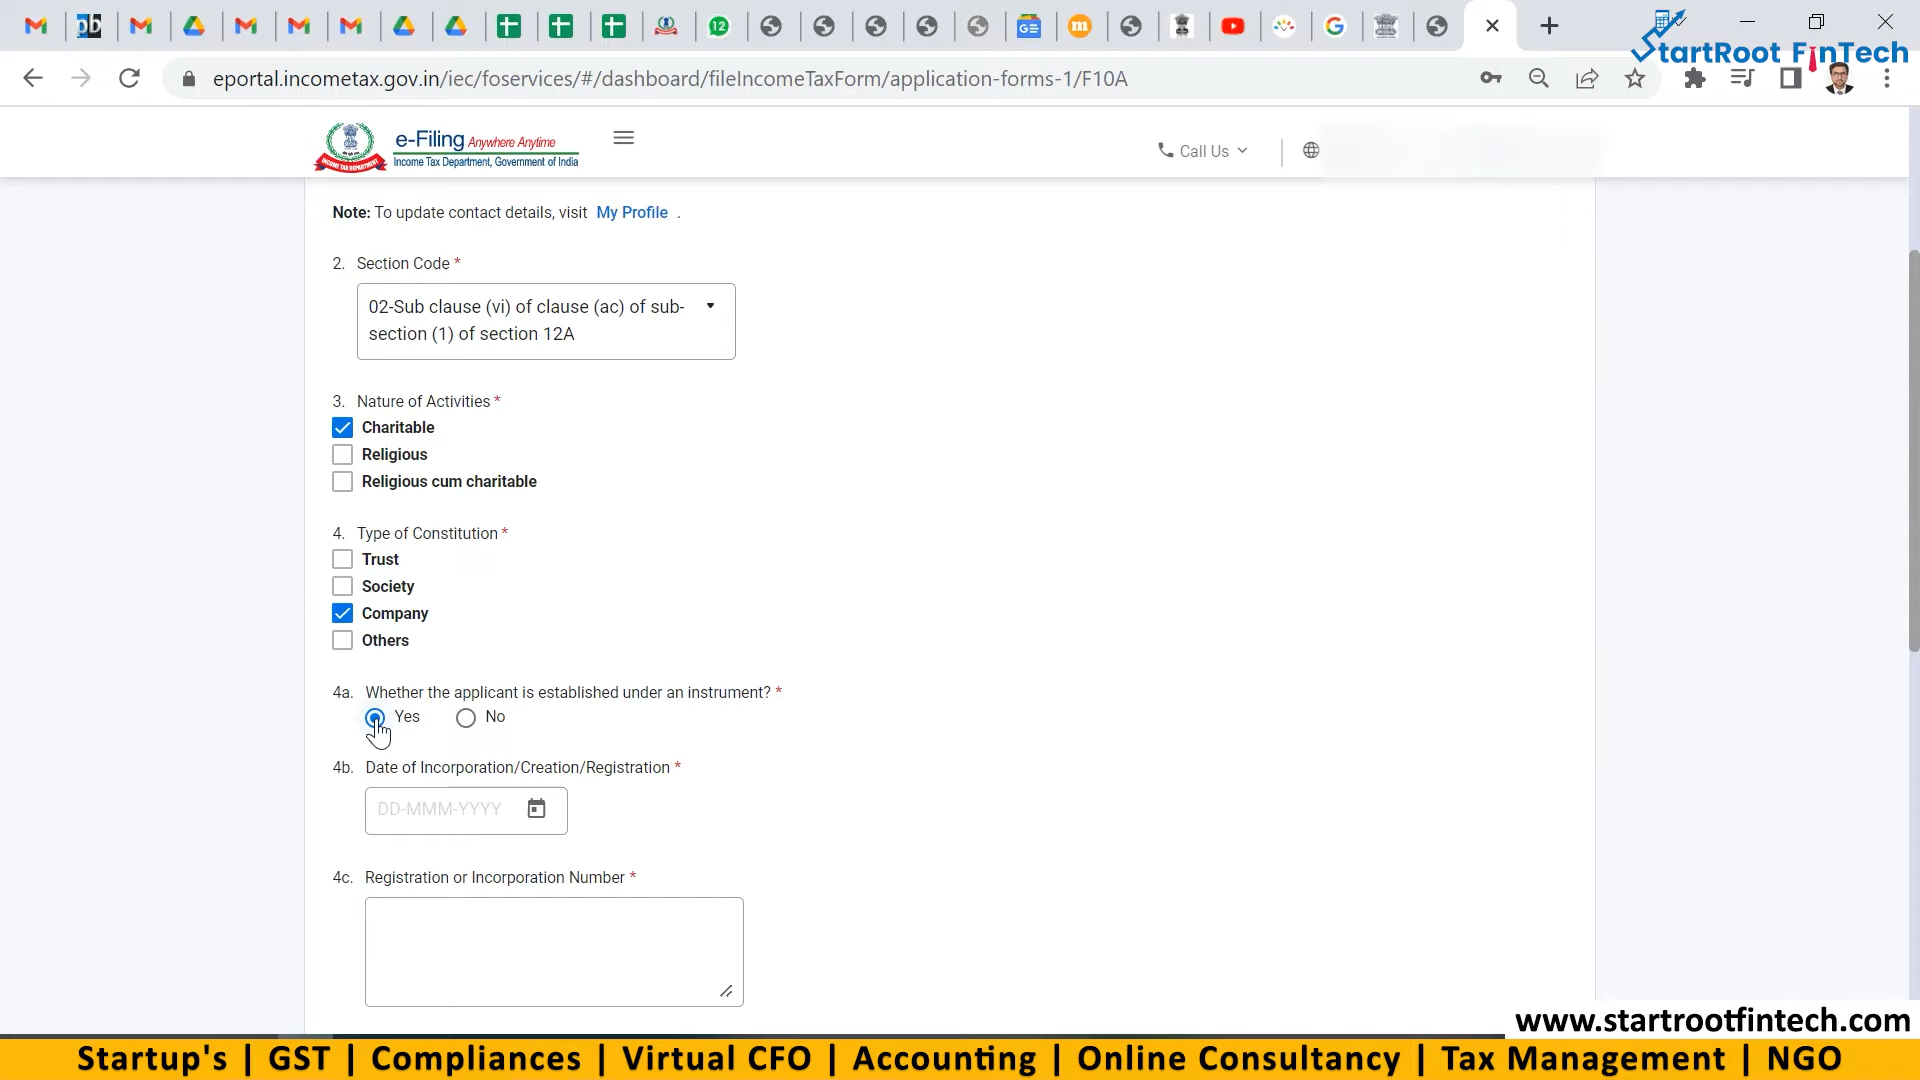 12
StartRoot FinTech
eportal.incometax.gov.in/iec/foservices/#/dashboard/fileIncomeTaxForm/application-forms-1/F10A
e-Filing Anywhere Anytime
Income Tax Department, Government of India
INCOME TAX DEPARTMENT
Call Us
Note: To update contact details, visit My Profile .
2. Section Code *
02-Sub clause (vi) of clause (ac) of sub-
section (1) of section 12A
3. Nature of Activities *
Charitable
Religious
Religious cum charitable
4. Type of Constitution *
Trust
Society
Company
Others
4a. Whether the applicant is established under an instrument? *
Yes No
4b. Date of Incorporation/Creation/Registration *
DD-MMM-YYYY
4c. Registration or Incorporation Number *
www.startrootfintech.com
Startup's | GST | Compliances | Virtual CFO | Accounting | Online Consultancy | Tax Management | NGO